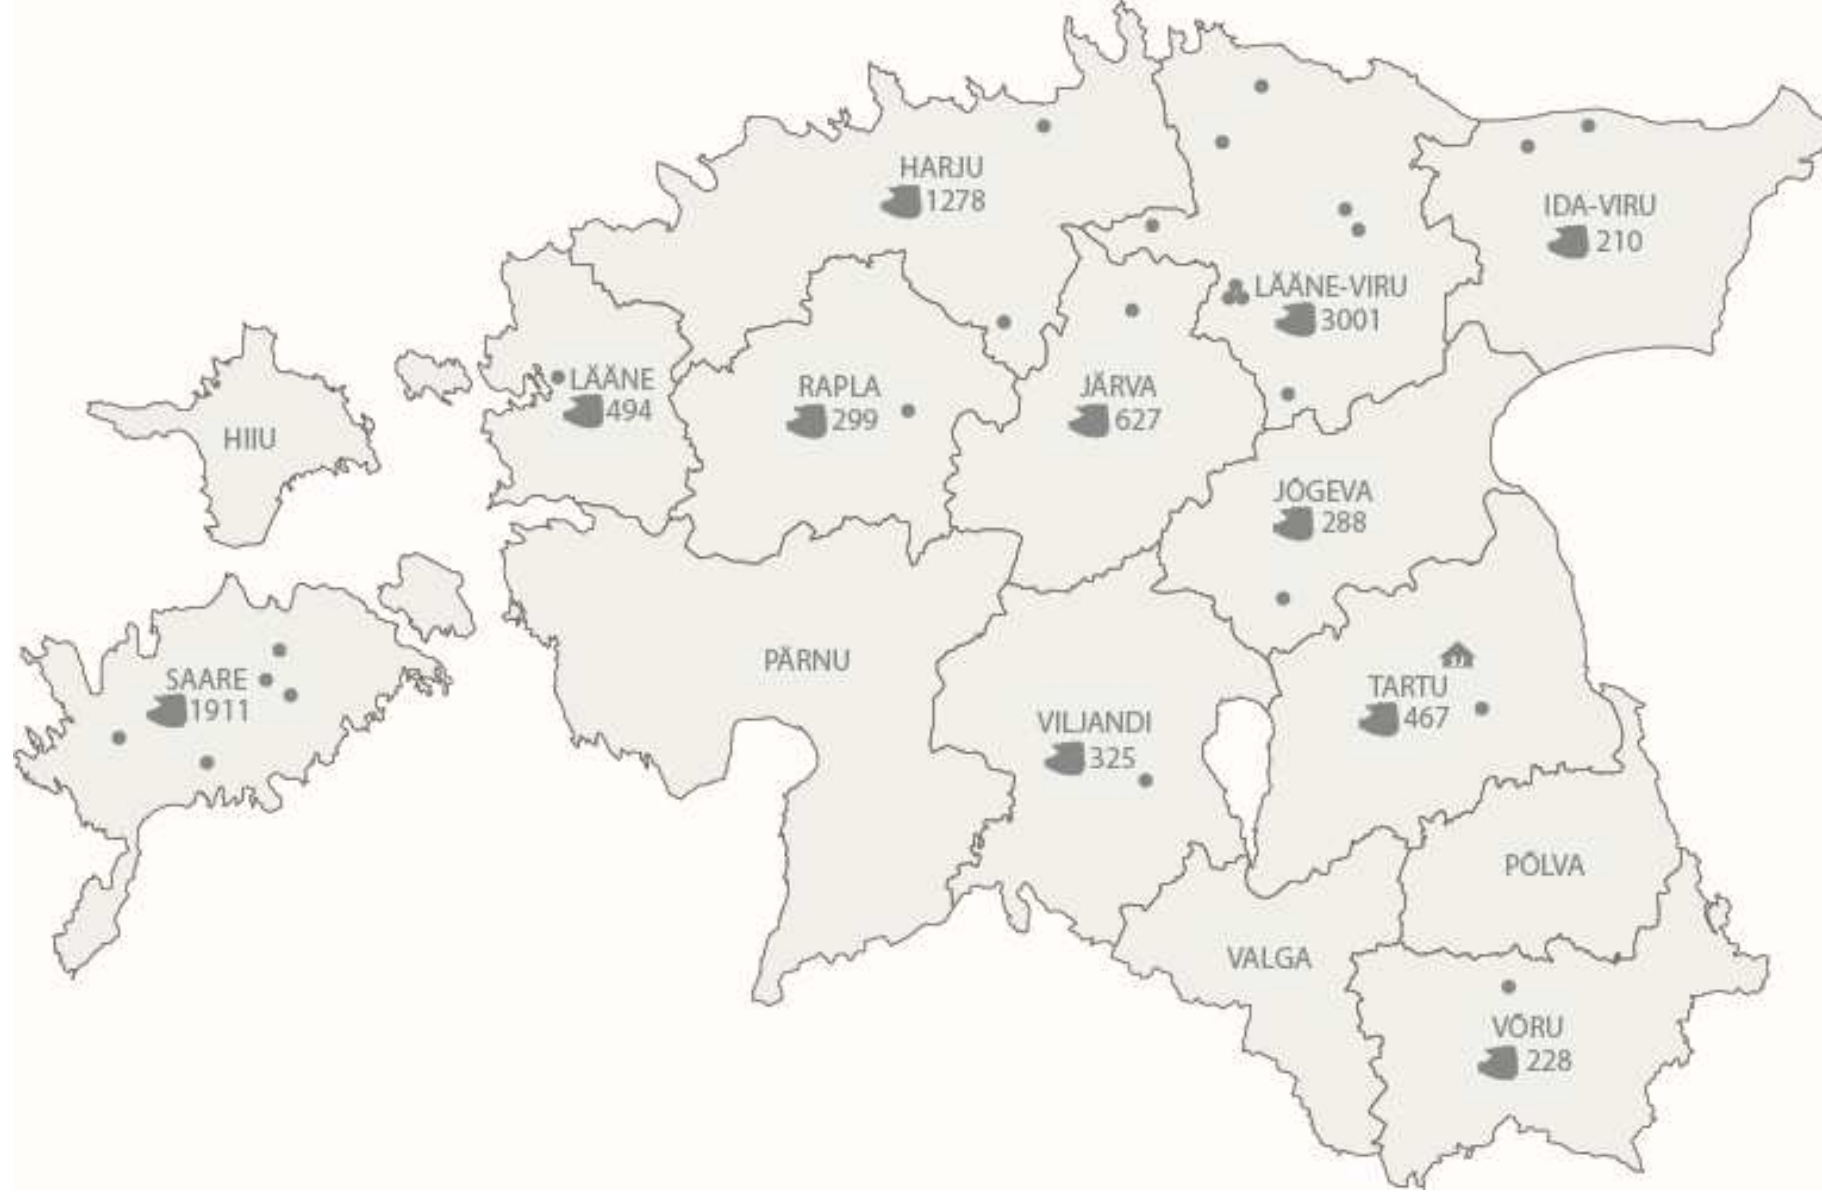 HARJU
1278
IDA-VIRU
210
LÄÄNE-VIRU
3001
LÄÄNE
494
RAPLA
299
JÄRVA
627
HIIU
JÕGEVA
288
PÄRNU
SAARE
1911
TARTU
467
VILJANDI
325
PÕLVA
VALGA
VÕRU
228